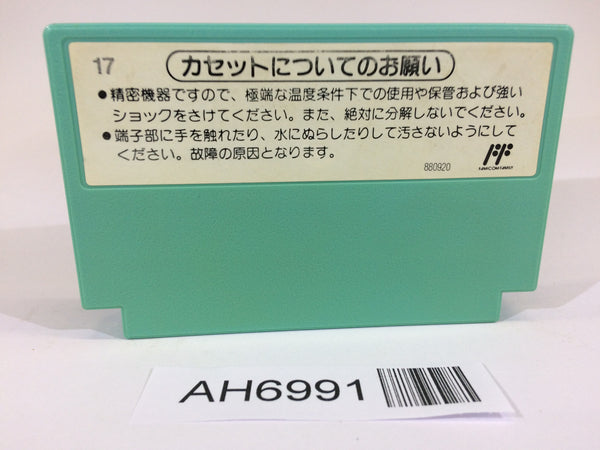 17
カセットについてのお願い
●精密機器ですので、極端な温度条件下での使用や保管および強い
ショックをさけてください。また、絶対に分解しないでください。
●端子部に手を触れたり、水にぬらしたりして汚さないようにして
ください。故障の原因となります。
880920
AH6991